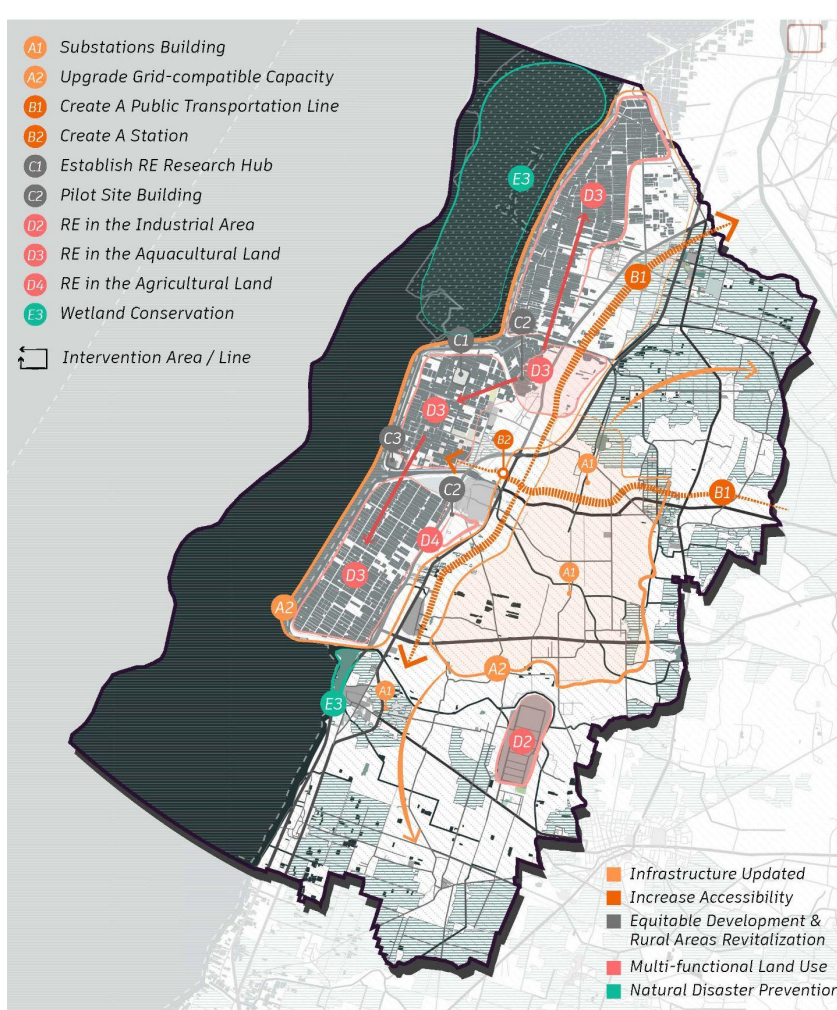 A1 Substations Building
A2 Upgrade Grid-compatible Capacity
B1 Create A Public Transportation Line
B2 Create A Station
C1 Establish RE Research Hub
C2 Pilot Site Building
D2 RE in the Industrial Area
D3 RE in the Aquacultural Land
D4 RE in the Agricultural Land
E3 Wetland Conservation
Intervention Area / Line
E3
D3
B1
C2
C1
D3
D3
C3
B2
A1
C2
B1
D4
D3
A1
A2
A2
E3
A1
D2
Infrastructure Updated
Increase Accessibility
Equitable Development &
Rural Areas Revitalization
Multi-functional Land Use
Natural Disaster Prevention